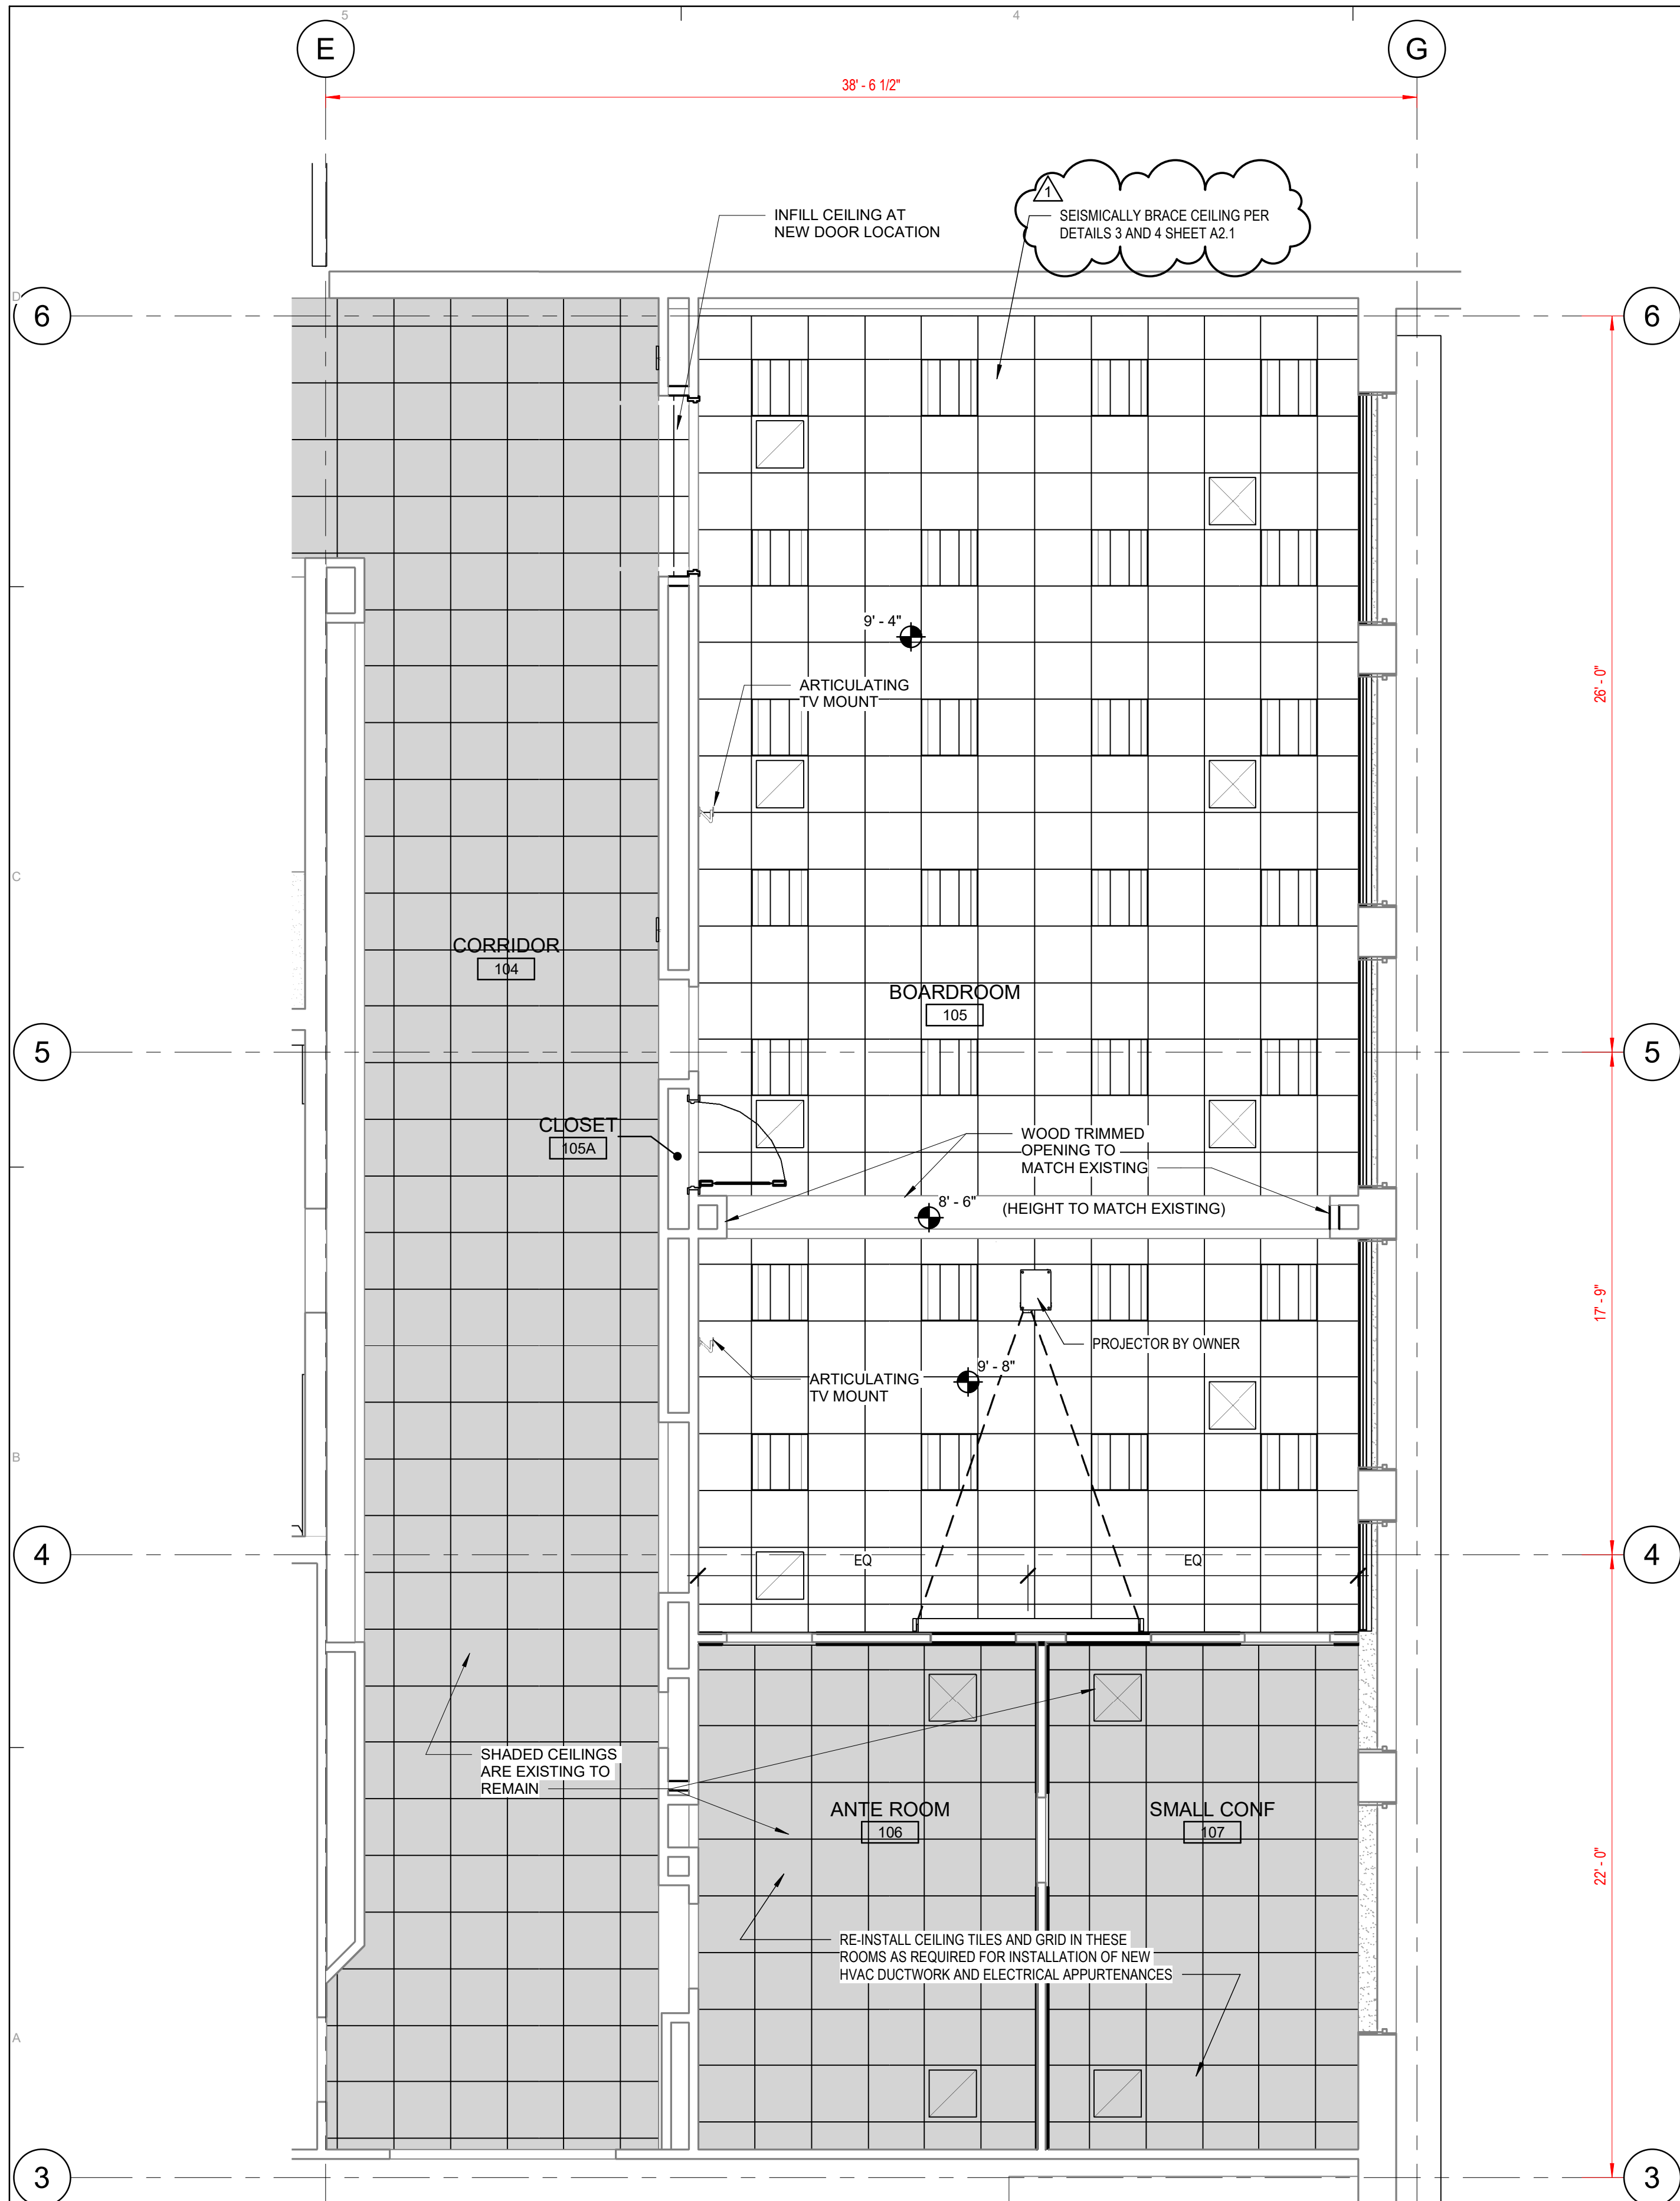 5
4
E
G
38' - 6 1/2"
1
INFILL CEILING AT
NEW DOOR LOCATION
SEISMICALLY BRACE CEILING PER
DETAILS 3 AND 4 SHEET A2.1
D
6
6
9' - 4"
26' - 0"
ARTICULATING
TV MOUNT
C
CORRIDOR
104
BOARDROOM
105
5
5
CLOSET
105A
WOOD TRIMMED
OPENING TO
MATCH EXISTING
8' - 6"
(HEIGHT TO MATCH EXISTING)
17' - 9"
PROJECTOR BY OWNER
9' - 8"
ARTICULATING
TV MOUNT
B
4
EQ
EQ
4
SHADED CEILINGS
ARE EXISTING TO
REMAIN
ANTE ROOM
106
SMALL CONF
107
22' - 0"
RE-INSTALL CEILING TILES AND GRID IN THESE
ROOMS AS REQUIRED FOR INSTALLATION OF NEW
HVAC DUCTWORK AND ELECTRICAL APPURTENANCES
A
3
3